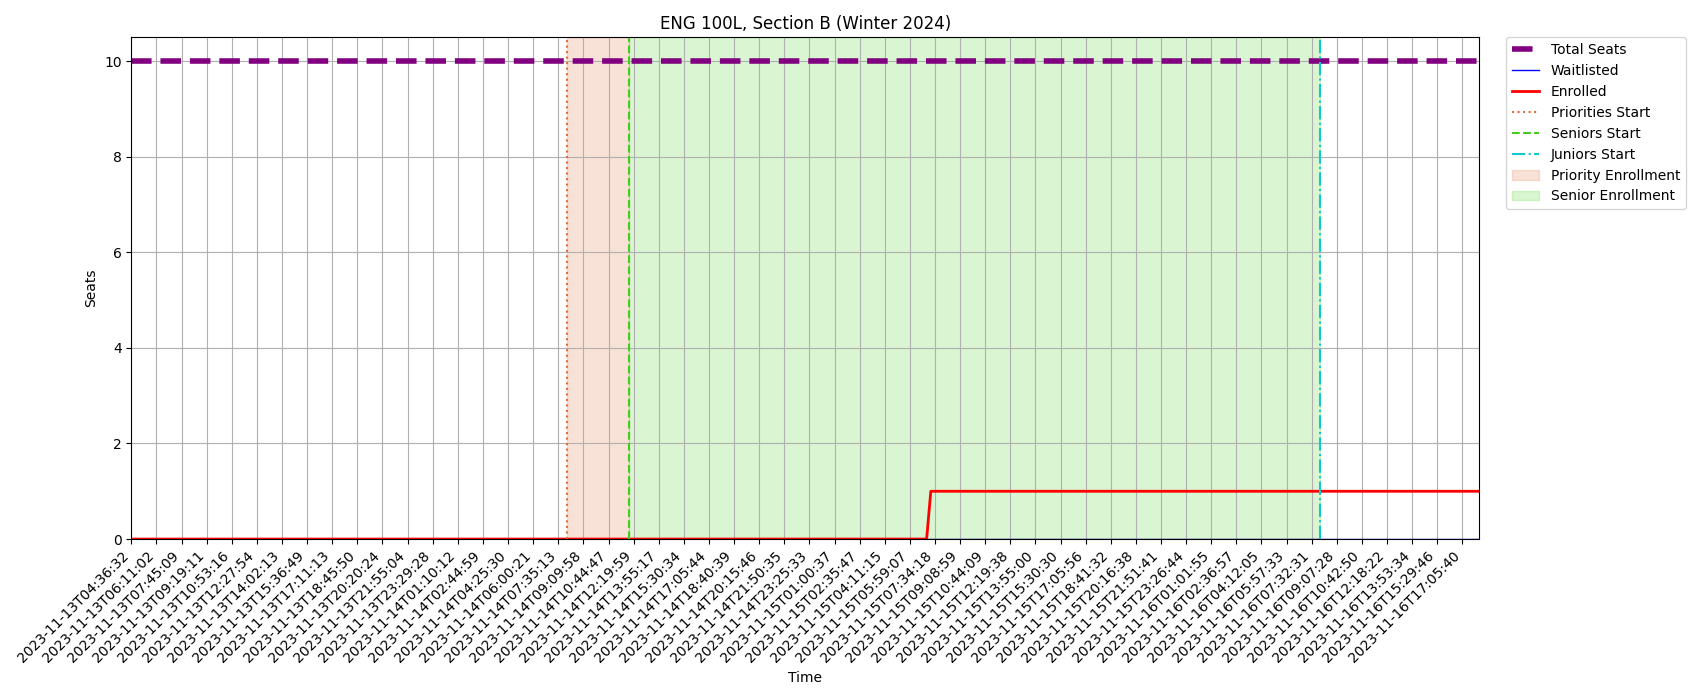 ENG 100L, Section B (Winter 2024)
Total Seats
Waitlisted
Enrolled
Priorities Start
Seniors Start
Juniors Start
Priority Enrollment
Senior Enrollment
Seats
10
8
6
4
2
0
2023-11-13T04:36:32
2023-11-13T06:11:02
2023-11-13T07:45:09
2023-11-13T09:19:11
2023-11-13T10:53:16
2023-11-13T12:27:54
2023-11-13T14:02:13
2023-11-13T15:36:49
2023-11-13T17:11:13
2023-11-13T18:45:50
2023-11-13T20:20:24
2023-11-13T21:55:04
2023-11-13T23:29:28
2023-11-14T01:10:12
2023-11-14T02:44:59
2023-11-14T04:25:30
2023-11-14T06:00:21
2023-11-14T07:35:13
2023-11-14T09:09:58
2023-11-14T10:44:47
2023-11-14T12:19:59
2023-11-14T13:55:17
2023-11-14T15:30:34
2023-11-14T17:05:44
2023-11-14T18:40:39
2023-11-14T20:15:46
2023-11-14T21:50:35
2023-11-14T23:25:33
2023-11-15T01:00:37
2023-11-15T02:35:47
2023-11-15T04:11:15
2023-11-15T05:59:07
2023-11-15T07:34:18
2023-11-15T09:08:59
2023-11-15T10:44:09
2023-11-15T12:19:38
2023-11-15T13:55:00
2023-11-15T15:30:30
2023-11-15T17:05:56
2023-11-15T18:41:32
2023-11-15T20:16:38
2023-11-15T21:51:41
2023-11-15T23:26:44
2023-11-16T01:01:55
2023-11-16T02:36:57
2023-11-16T04:12:05
2023-11-16T05:57:33
2023-11-16T07:32:31
2023-11-16T09:07:28
2023-11-16T10:42:50
2023-11-16T12:18:22
2023-11-16T13:53:34
2023-11-16T15:29:46
2023-11-16T17:05:40
Time